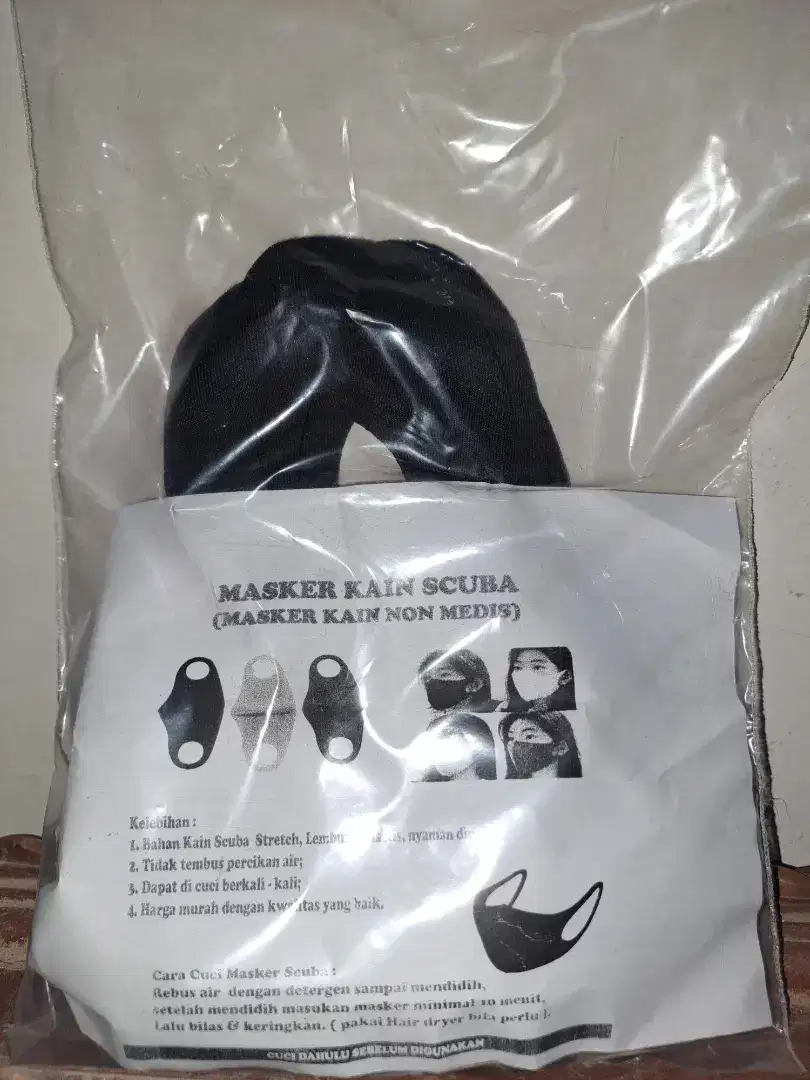 MASKER KAIN SCUBA
(MASKER KAIN NON MEDIS)
Kelebihan :
1. Bahan Kain Scuba Stretch, nyaman
2. Tidak tembus percikan air;
3. Dapat di cuci berkali - kali;
4. Harga murah dengan kwalitas yang baik.
Cara Cuci Masker Scuba :
Rebus air dengan detergen sampai mendidih,
setelah mendidih masukan masker minimal 10 menit,
Lalu bilas & keringkan. ( pakai Hair dryer bila perlu ).
CUCI DAHULU SEBELUM DIGUNAKAN